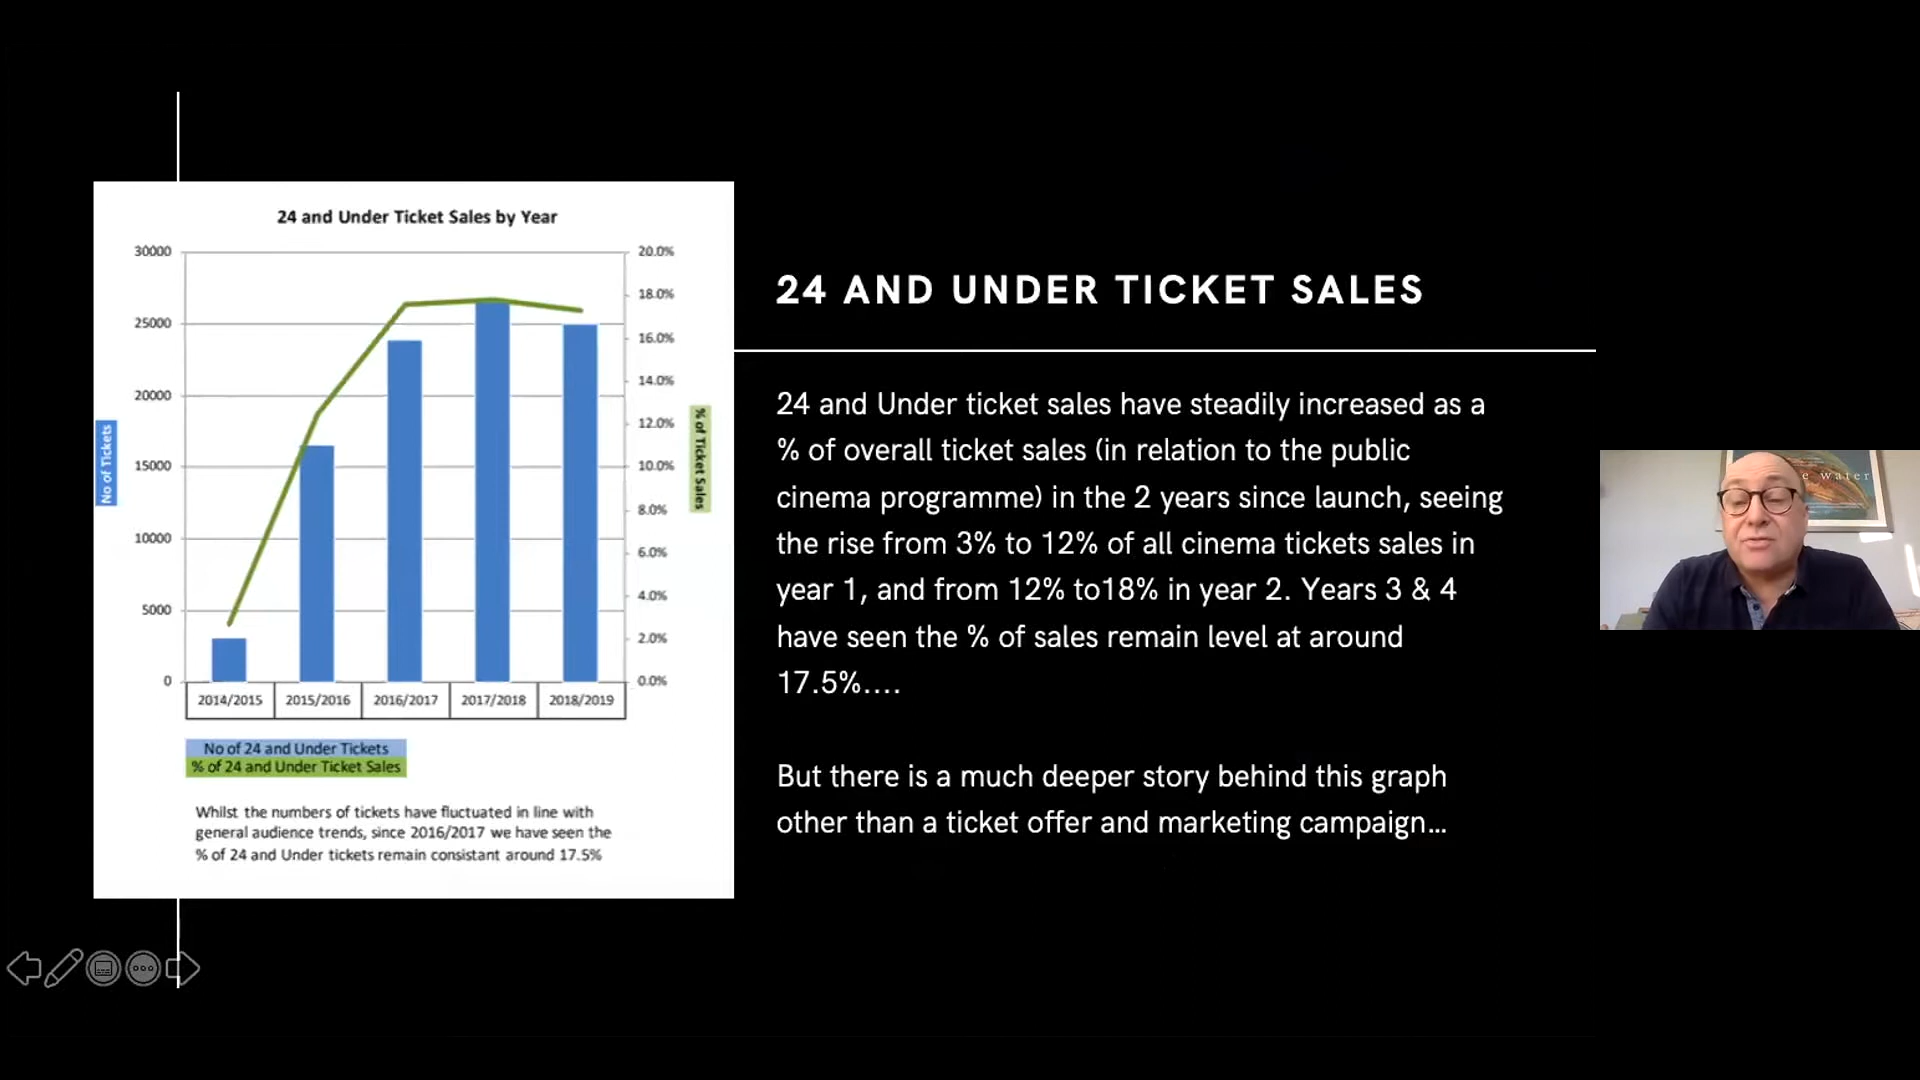 24 and Under Ticket Sales by Year
30000
25000
20000
15000
10000
5000
0
20.0%
18.0%
16.0%
14.0%
12.0%
10.0%
8.0%
6.0%
4.0%
2.0%
0.0%
No of Tickets
% of Ticket Sales
2014/2015 2015/2016 2016/2017 2017/2018 2018/2019
No of 24 and Under Tickets
% of 24 and Under Ticket Sales
Whilst the numbers of tickets have fluctuated in line with
general audience trends, since 2016/2017 we have seen the
% of 24 and Under tickets remain consistant around 17.5%
24 AND UNDER TICKET SALES
24 and Under ticket sales have steadily increased as a
% of overall ticket sales (in relation to the public
cinema programme) in the 2 years since launch, seeing
the rise from 3% to 12% of all cinema tickets sales in
year 1, and from 12% to18% in year 2. Years 3 & 4
have seen the % of sales remain level at around
17.5%....
But there is a much deeper story behind this graph
other than a ticket offer and marketing campaign...
e water